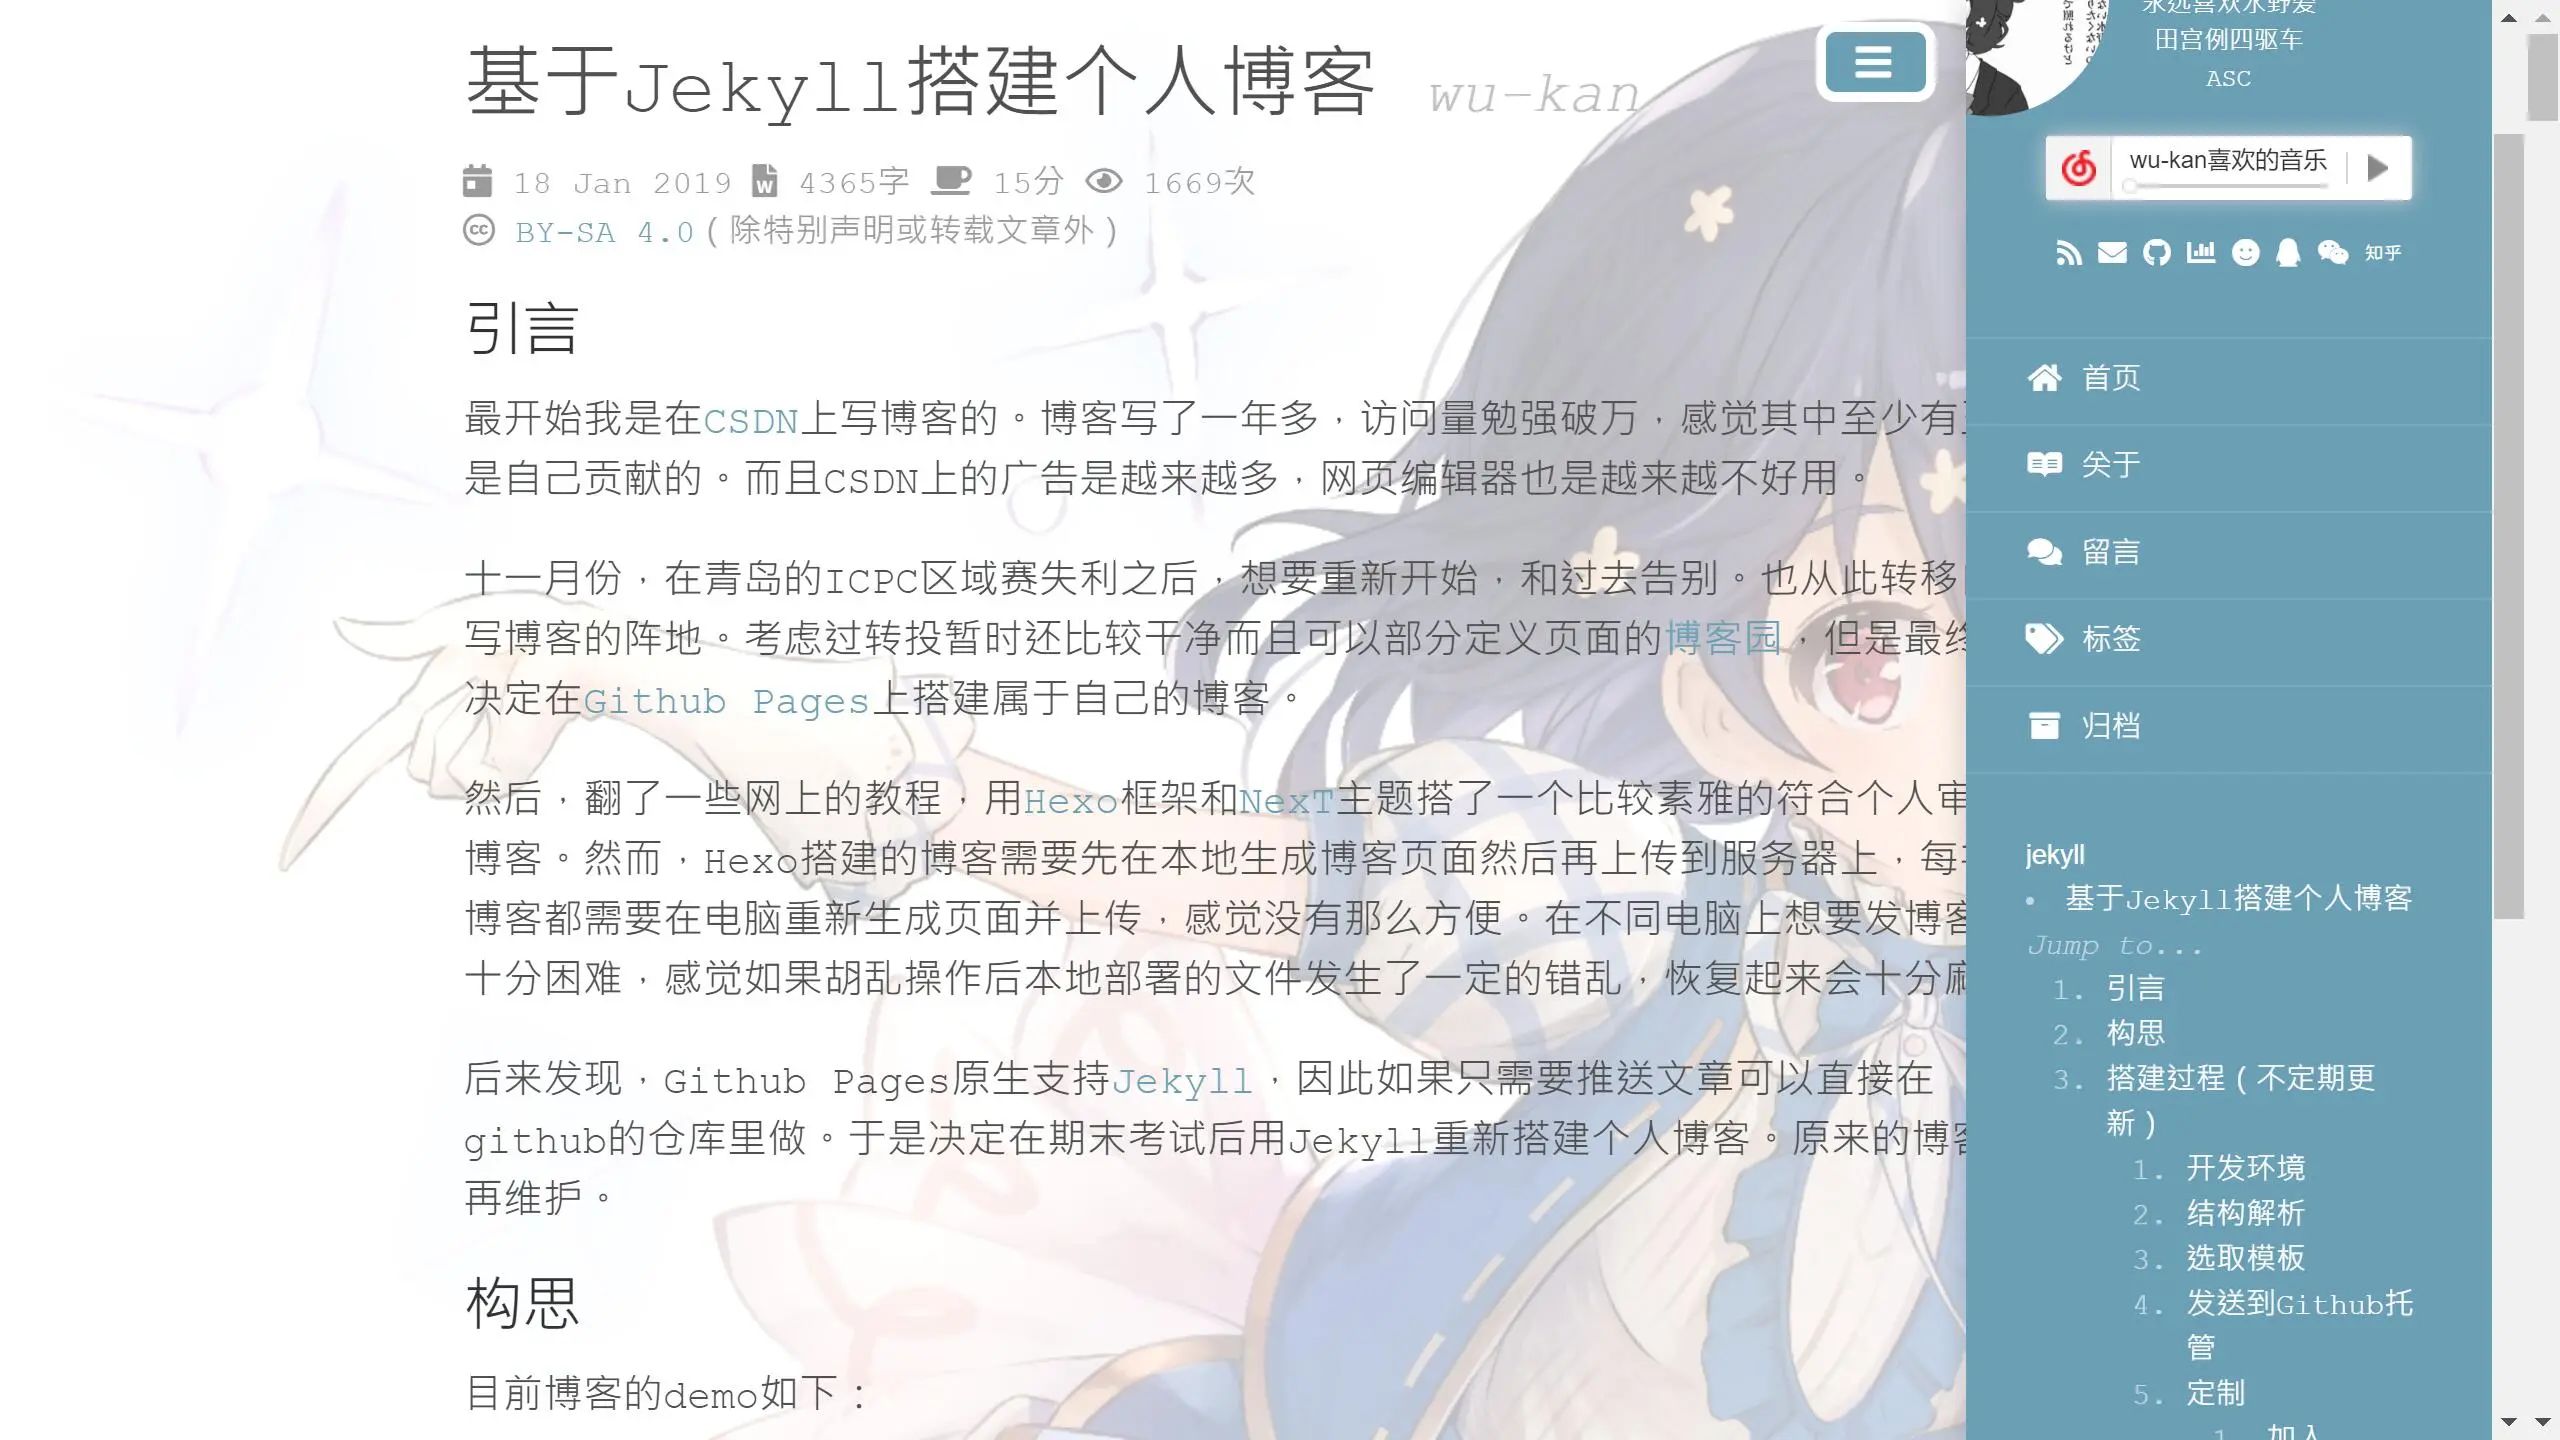 基于Jekyll搭建个人博客 wu-kan
18 Jan 2019 4365字 15分 1669次
BY-SA 4.0(除特别声明或转载文章外)
引言
最开始我是在CSDN上写博客的。博客写了一年多，访问量勉强破万，感觉其中至少有
是自己贡献的。而且CSDN上的广告是越来越多，网页编辑器也是越来越不好用。
十一月份，在青岛的ICPC区域赛失利之后，想要重新开始，和过去告别。也从此转移
写博客的阵地。考虑过转投暂时还比较干净而且可以部分定义页面的博客园，但是最终
决定在Github Pages上搭建属于自己的博客。
然后，翻了一些网上的教程，用Hexo框架和NexT主题搭了一个比较素雅的符合个人审
博客。然而，Hexo搭建的博客需要先在本地生成博客页面然后再上传到服务器上，每
博客都需要在电脑重新生成页面并上传，感觉没有那么方便。在不同电脑上想要发博客
十分困难，感觉如果胡乱操作后本地部署的文件发生了一定的错乱，恢复起来会十分麻
后来发现，Github Pages原生支持Jekyll，因此如果只需要推送文章可以直接在
github的仓库里做。于是决定在期末考试后用Jekyll重新搭建个人博客。原来的博客
再维护。
构思
目前博客的demo如下：
永远喜欢水野爱
田宫例四驱车
ASC
wu-kan喜欢的音乐
知乎
首页
关于
留言
标签
归档
jekyll
• 基于Jekyll搭建个人博客
Jump to...
1. 引言
2. 构思
3. 搭建过程(不定期更
新)
1. 开发环境
2. 结构解析
3. 选取模板
4. 发送到Github托
管
5. 定制
1. 加入